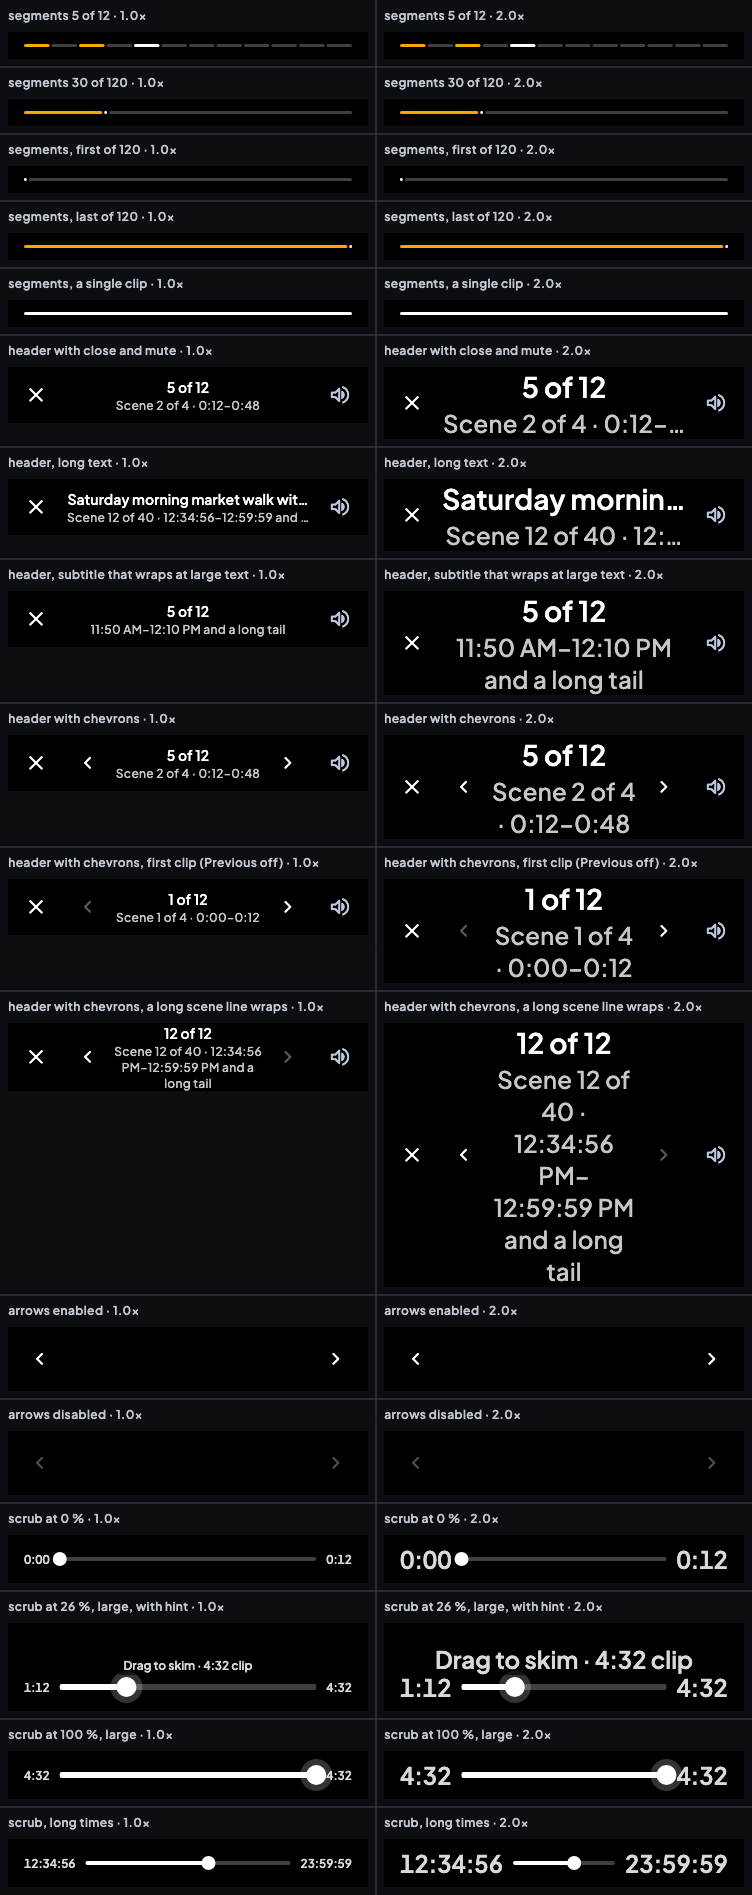 segments 5 of 12 · 1.0×
segments 5 of 12 · 2.0×
segments 30 of 120 · 1.0×
segments 30 of 120 · 2.0×
segments, first of 120 · 1.0×
segments, first of 120 · 2.0×
segments, last of 120 · 1.0×
segments, last of 120 · 2.0×
segments, a single clip · 1.0×
segments, a single clip · 2.0×
header with close and mute · 1.0×
5 of 12
Scene 2 of 4 · 0:12–0:48
header with close and mute · 2.0×
5 of 12
Scene 2 of 4 · 0:12–…
header, long text · 1.0×
Saturday morning market walk wit…
Scene 12 of 40 · 12:34:56–12:59:59 and …
header, long text · 2.0×
Saturday mornin…
Scene 12 of 40 · 12:…
header, subtitle that wraps at large text · 1.0×
5 of 12
11:50 AM–12:10 PM and a long tail
header, subtitle that wraps at large text · 2.0×
5 of 12
11:50 AM–12:10 PM
and a long tail
header with chevrons · 1.0×
5 of 12
Scene 2 of 4 · 0:12–0:48
header with chevrons · 2.0×
5 of 12
Scene 2 of 4
· 0:12–0:48
header with chevrons, first clip (Previous off) · 1.0×
1 of 12
Scene 1 of 4 · 0:00–0:12
header with chevrons, first clip (Previous off) · 2.0×
1 of 12
Scene 1 of 4
· 0:00–0:12
header with chevrons, a long scene line wraps · 1.0×
12 of 12
Scene 12 of 40 · 12:34:56
PM–12:59:59 PM and a
long tail
header with chevrons, a long scene line wraps · 2.0×
12 of 12
Scene 12 of
40 ·
12:34:56
PM–
12:59:59 PM
and a long
tail
arrows enabled · 1.0×
arrows enabled · 2.0×
arrows disabled · 1.0×
arrows disabled · 2.0×
scrub at 0 % · 1.0×
0:00 0:12
scrub at 0 % · 2.0×
0:00 0:12
scrub at 26 %, large, with hint · 1.0×
Drag to skim · 4:32 clip
1:12 4:32
scrub at 26 %, large, with hint · 2.0×
Drag to skim · 4:32 clip
1:12 4:32
scrub at 100 %, large · 1.0×
4:32 4:32
scrub at 100 %, large · 2.0×
4:32 4:32
scrub, long times · 1.0×
12:34:56 23:59:59
scrub, long times · 2.0×
12:34:56 23:59:59